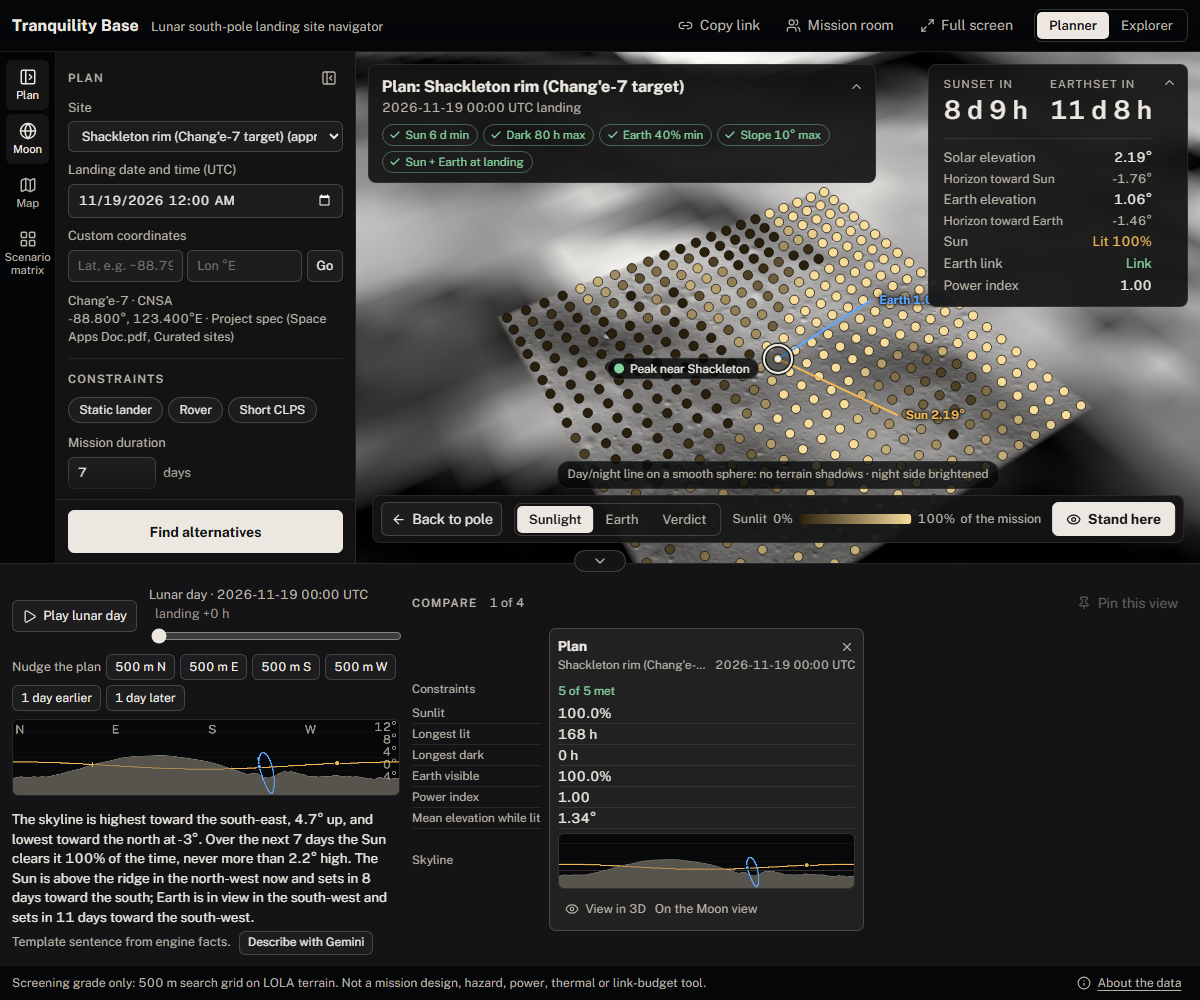 Tranquility Base Lunar south-pole landing site navigator
Copy link
Mission room
Full screen
Planner
Explorer
Plan
Moon
Map
Scenario
matrix
PLAN
Site
Shackleton rim (Chang'e-7 target) (appr
Landing date and time (UTC)
11/19/2026 12:00 AM
Custom coordinates
Lat, e.g. −88.79
Lon °E
Go
Chang'e-7 · CNSA
-88.800°, 123.400°E · Project spec (Space
Apps Doc.pdf, Curated sites)
CONSTRAINTS
Static lander
Rover
Short CLPS
Mission duration
7
days
Find alternatives
Plan: Shackleton rim (Chang'e-7 target)
2026-11-19 00:00 UTC landing
Sun 6 d min
Dark 80 h max
Earth 40% min
Slope 10° max
Sun + Earth at landing
SUNSET IN
8 d 9 h
EARTHSET IN
11 d 8 h
Solar elevation 2.19°
Horizon toward Sun -1.76°
Earth elevation 1.06°
Horizon toward Earth -1.46°
Sun Lit 100%
Earth link Link
Power index 1.00
Earth 1.0
Peak near Shackleton
Sun 2.19°
Day/night line on a smooth sphere: no terrain shadows · night side brightened
Back to pole
Sunlight
Earth
Verdict
Sunlit 0%
100% of the mission
Stand here
Play lunar day
Lunar day · 2026-11-19 00:00 UTC
landing +0 h
Nudge the plan
500 m N
500 m E
500 m S
500 m W
1 day earlier
1 day later
N E S W
12°
8°
4°
0°
4°
The skyline is highest toward the south-east, 4.7° up, and
lowest toward the north at -3°. Over the next 7 days the Sun
clears it 100% of the time, never more than 2.2° high. The
Sun is above the ridge in the north-west now and sets in 8
days toward the south; Earth is in view in the south-west and
sets in 11 days toward the south-west.
Template sentence from engine facts.
Describe with Gemini
COMPARE 1 of 4
Pin this view
Plan
Shackleton rim (Chang'e-... 2026-11-19 00:00 UTC
Constraints 5 of 5 met
Sunlit 100.0%
Longest lit 168 h
Longest dark 0 h
Earth visible 100.0%
Power index 1.00
Mean elevation while lit 1.34°
Skyline
View in 3D
On the Moon view
Screening grade only: 500 m search grid on LOLA terrain. Not a mission design, hazard, power, thermal or link-budget tool.
About the data